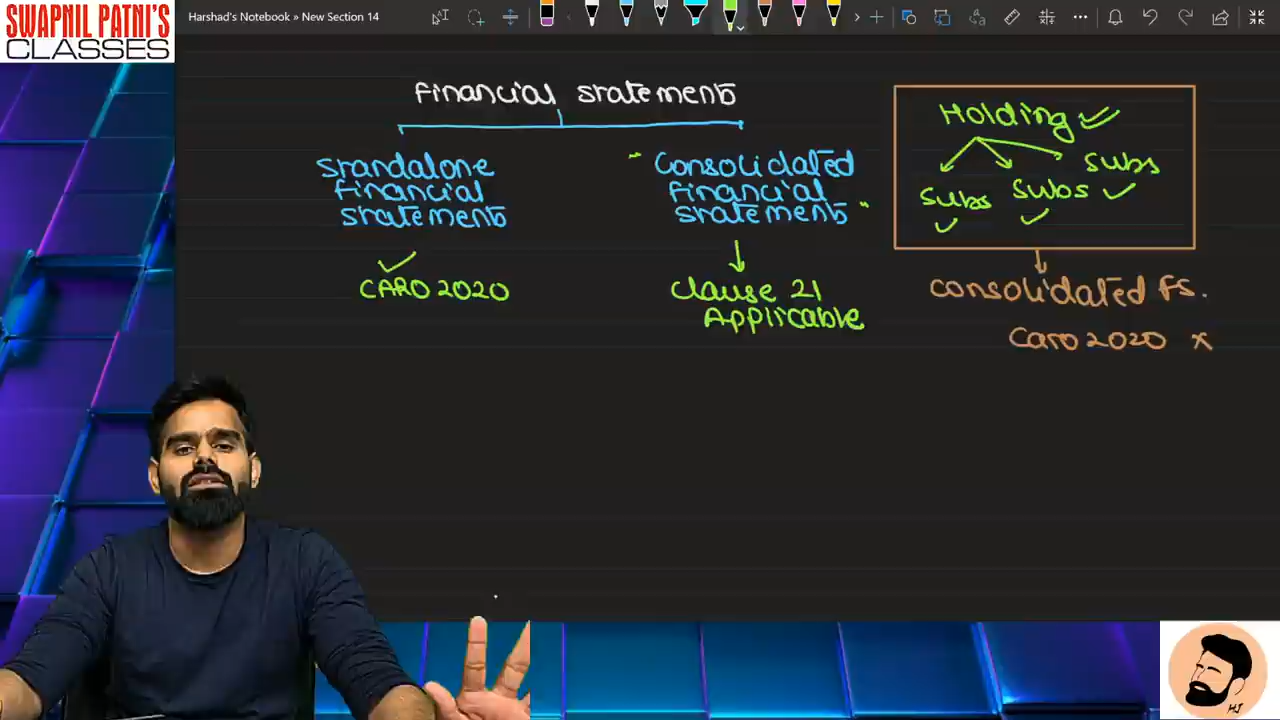 SWAPNIL PATNI'S
CLASSES
Harshad's Notebook » New Section 14
Financial statements
Standalone
Financial
statements
"Consolidated
Financial
statements"
CARO 2020
Clause 21
Applicable
Holding
Subs
Subs
Subs
Consolidated FS.
Caro 2020 x
HJ